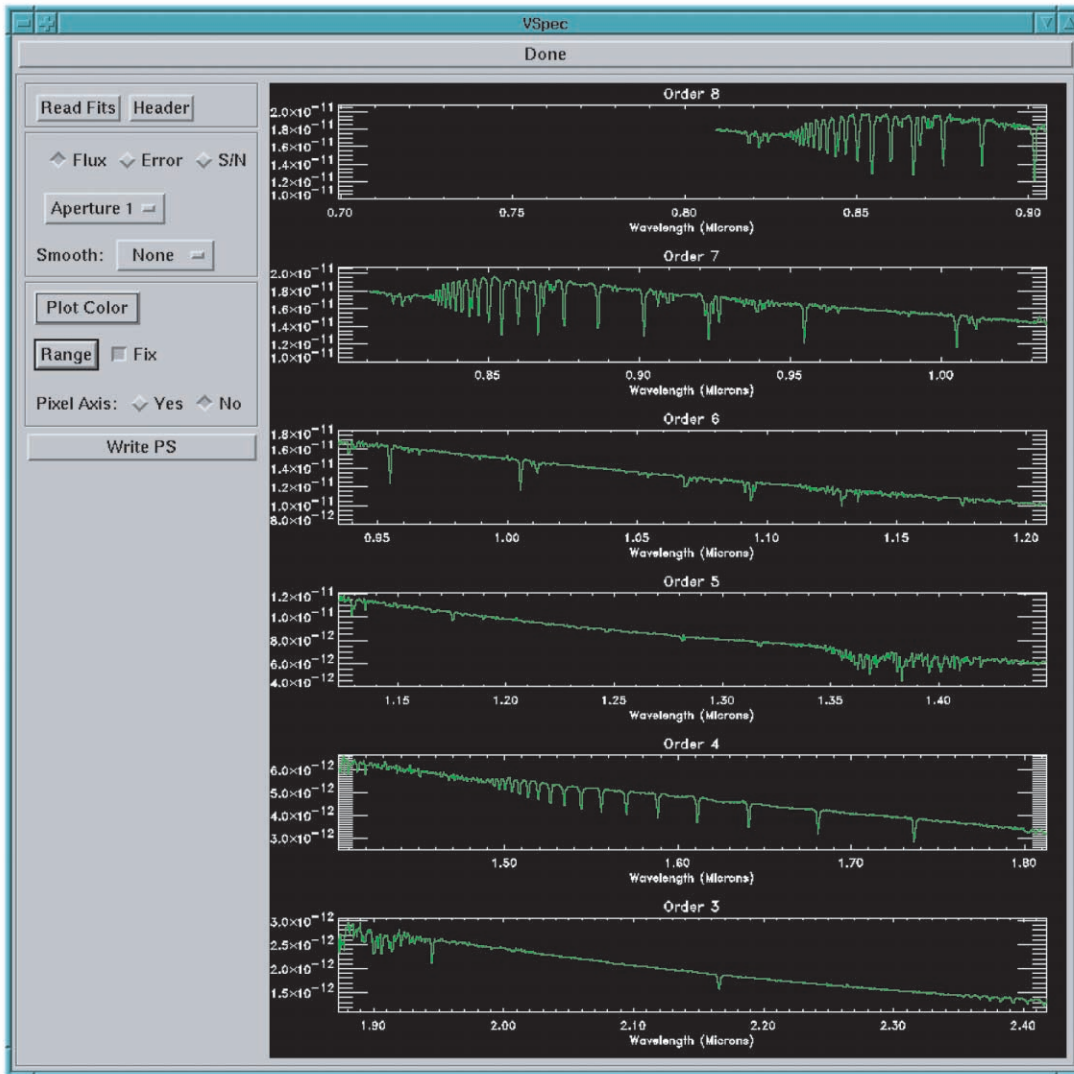 VSpec
Done
Read Fits Header
Flux Error S/N
Aperture 1
Smooth: None
Plot Color
Range Fix
Pixel Axis: Yes No
Write PS
Order 8
2.0×10⁻¹¹
1.8×10⁻¹¹
1.6×10⁻¹¹
1.4×10⁻¹¹
1.2×10⁻¹¹
1.0×10⁻¹¹
0.70 0.75 0.80 0.85 0.90
Wavelength (Microns)
Order 7
2.0×10⁻¹¹
1.8×10⁻¹¹
1.6×10⁻¹¹
1.4×10⁻¹¹
1.2×10⁻¹¹
1.0×10⁻¹¹
0.85 0.90 0.95 1.00
Wavelength (Microns)
Order 6
1.8×10⁻¹¹
1.6×10⁻¹¹
1.4×10⁻¹¹
1.2×10⁻¹¹
1.0×10⁻¹¹
8.0×10⁻¹²
0.95 1.00 1.05 1.10 1.15 1.20
Wavelength (Microns)
Order 5
1.2×10⁻¹¹
1.0×10⁻¹¹
8.0×10⁻¹²
6.0×10⁻¹²
4.0×10⁻¹²
1.15 1.20 1.25 1.30 1.35 1.40
Wavelength (Microns)
Order 4
6.0×10⁻¹²
5.0×10⁻¹²
4.0×10⁻¹²
3.0×10⁻¹²
1.50 1.60 1.70 1.80
Wavelength (Microns)
Order 3
3.0×10⁻¹²
2.5×10⁻¹²
2.0×10⁻¹²
1.5×10⁻¹²
1.90 2.00 2.10 2.20 2.30 2.40
Wavelength (Microns)